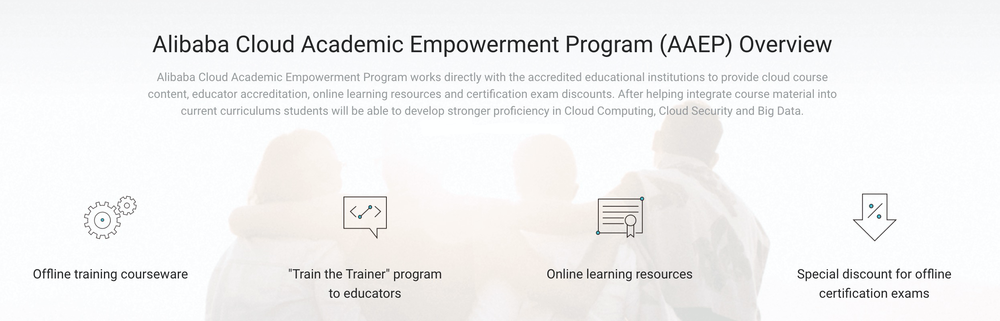 Alibaba Cloud Academic Empowerment Program (AAEP) Overview
Alibaba Cloud Academic Empowerment Program works directly with the accredited educational institutions to provide cloud course
content, educator accreditation, online learning resources and certification exam discounts. After helping integrate course material into
current curriculums students will be able to develop stronger proficiency in Cloud Computing, Cloud Security and Big Data.
Offline training courseware
"Train the Trainer" program
to educators
Online learning resources
Special discount for offline
certification exams